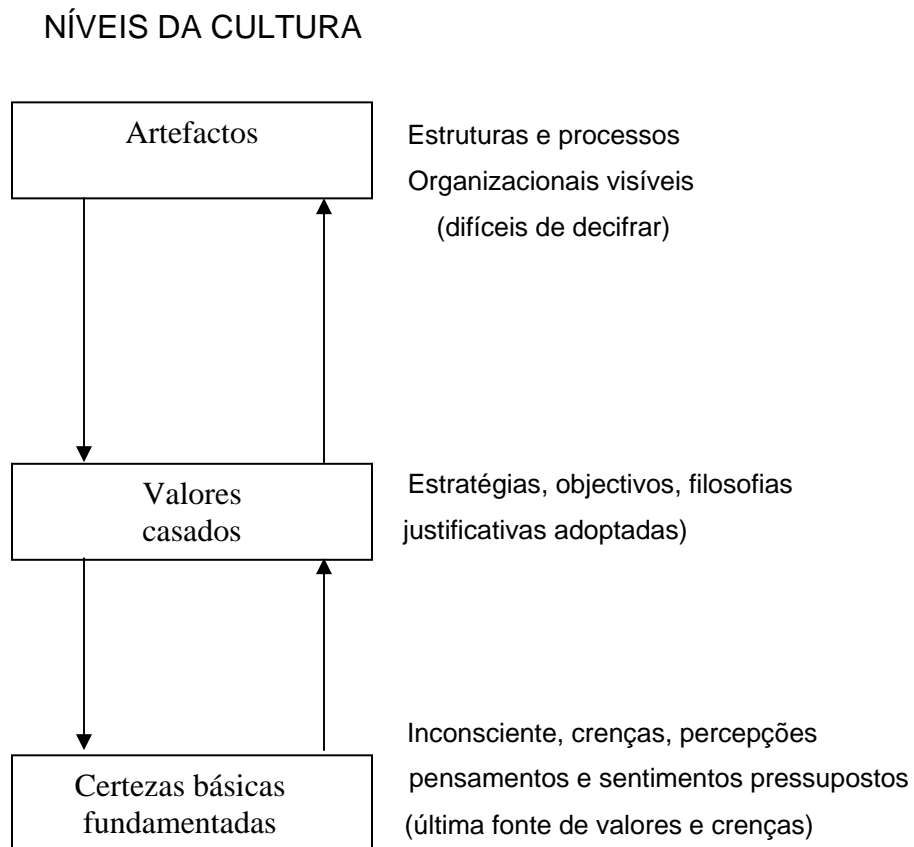 NÍVEIS DA CULTURA
Artefactos
Estruturas e processos
Organizacionais visíveis
(difíceis de decifrar)
Valores
casados
Estratégias, objectivos, filosofias
justificativas adoptadas)
Certezas básicas
fundamentadas
Inconsciente, crenças, percepções
pensamentos e sentimentos pressupostos
(última fonte de valores e crenças)